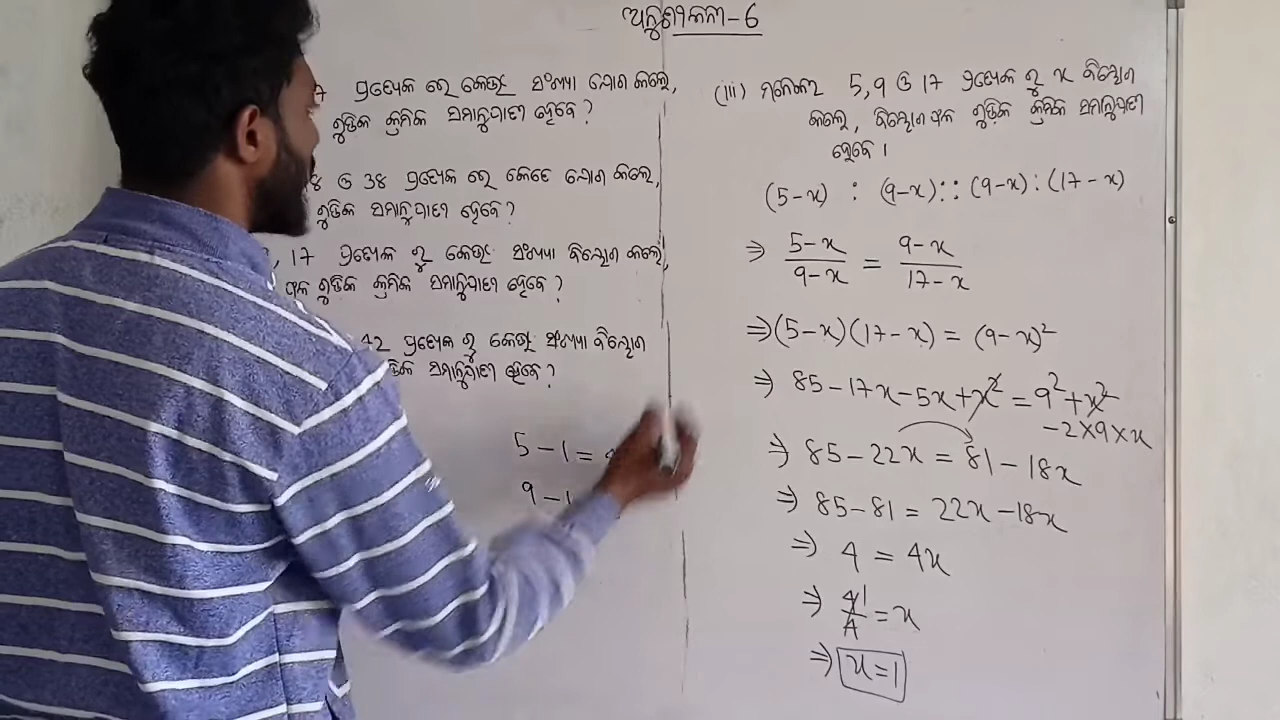 ଅନୁଶୀଳନୀ-6
7 ପ୍ରତ୍ୟେକ ରେ କେଉଁ ସଂଖ୍ୟା ଯୋଗ କଲେ,
ଗୁଡିକ କ୍ରମିକ ସମାନୁପାତୀ ହେବେ ?
ଓ 38 ପ୍ରତ୍ୟେକ ରେ କେତେ ଯୋଗ କଲେ,
ଗୁଡିକ ସମାନୁପାତୀ ହେବେ ?
, 17 ପ୍ରତ୍ୟେକ ରୁ କେଉଁ ସଂଖ୍ୟା ବିୟୋଗ କଲେ,
ଫଳ ଗୁଡିକ କ୍ରମିକ ସମାନୁପାତୀ ହେବେ ?
42 ପ୍ରତ୍ୟେକ ରୁ କେଉଁ ସଂଖ୍ୟା ବିୟୋଗ
ଡିକ ସମାନୁପାତୀ ହେବେ ?
5 - 1 =
9 - 1
(iii) ମନେକର 5, 9 ଓ 17 ପ୍ରତ୍ୟେକ ରୁ x ବିୟୋଗ
କଲେ, ବିୟୋଗ ଫଳ ଗୁଡ଼ିକ କ୍ରମିକ ସମାନୁପାତୀ
ହେବେ ।
(5-x) : (9-x) :: (9-x) : (17-x)
⇒ 5-x/9-x = 9-x/17-x
⇒ (5-x)(17-x) = (9-x)²
⇒ 85-17x-5x+x² = 9²+x²
-2×9×x
⇒ 85-22x = 81-18x
⇒ 85-81 = 22x-18x
⇒ 4 = 4x
⇒ 4/4 1 = x
⇒ x=1